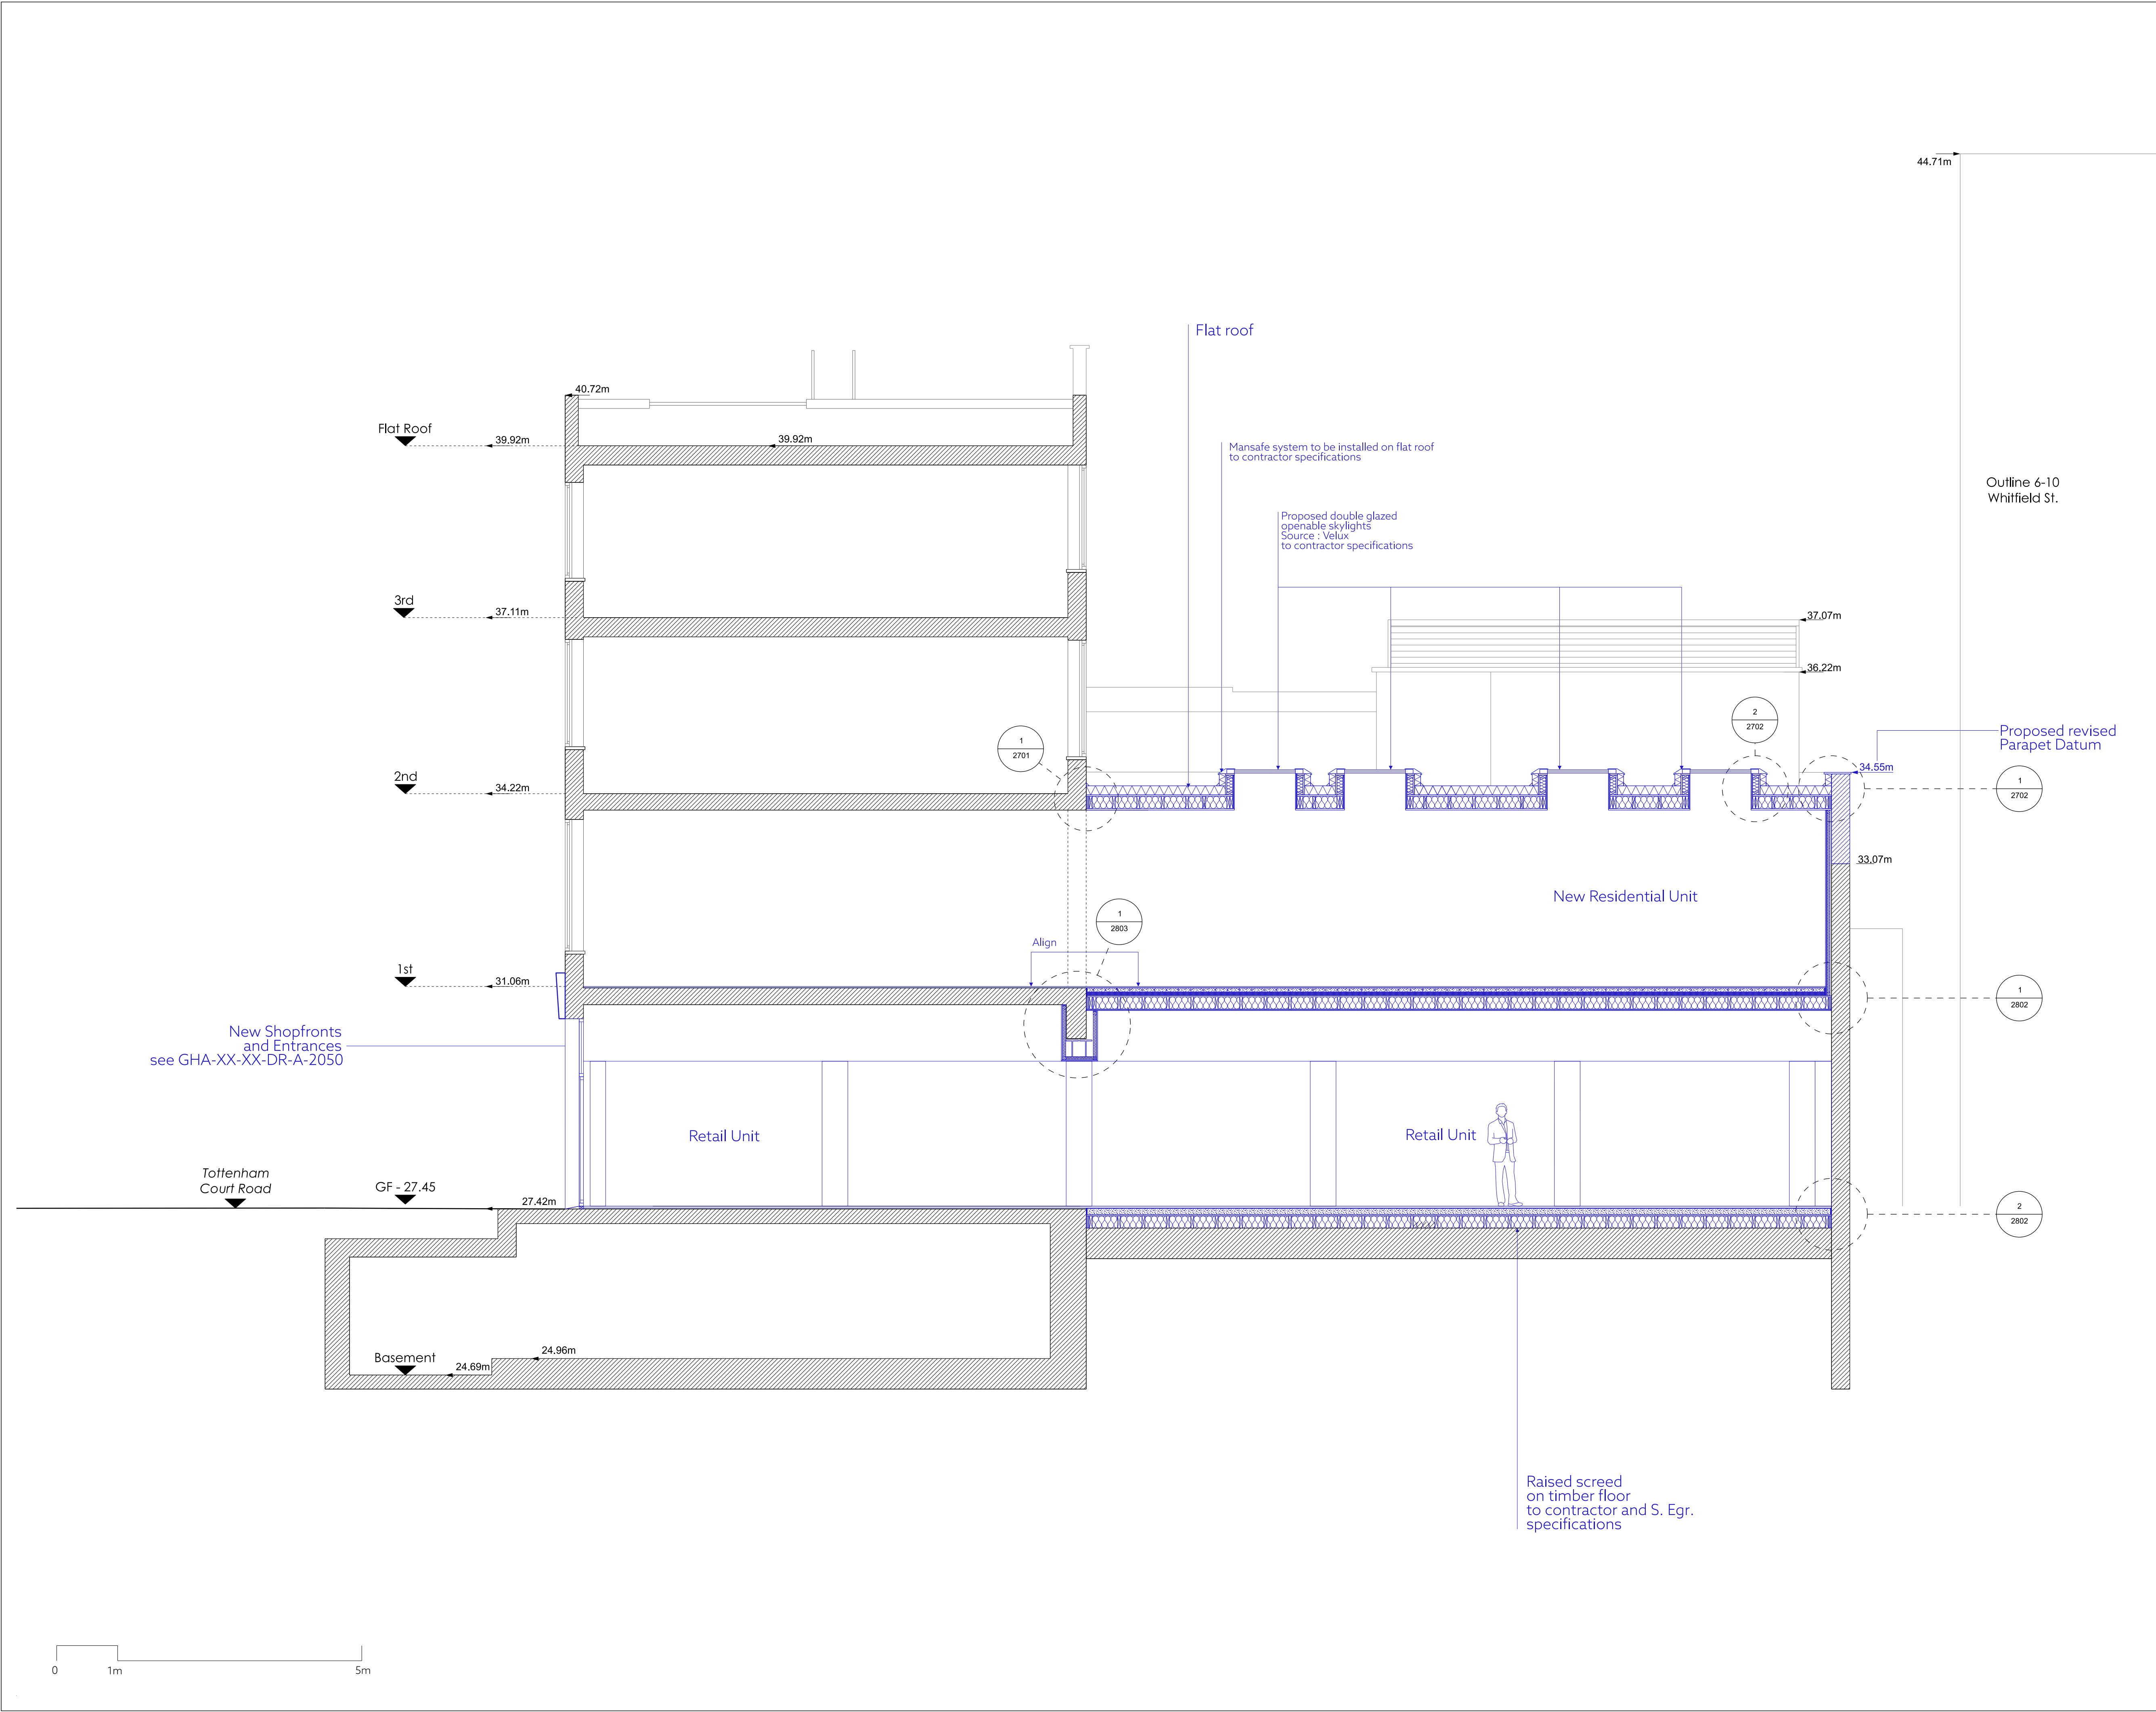 44.71m
Flat roof
40.72m
Flat Roof
39.92m
39.92m
Mansafe system to be installed on flat roof
to contractor specifications
Outline 6-10
Whitfield St.
Proposed double glazed
openable skylights
Source : Velux
to contractor specifications
3rd
37.11m
37.07m
36.22m
1
2701
2
2702
Proposed revised
Parapet Datum
34.55m
1
2702
2nd
34.22m
33.07m
New Residential Unit
1
2803
Align
1st
31.06m
1
2802
New Shopfronts
and Entrances
see GHA-XX-XX-DR-A-2050
Retail Unit
Retail Unit
Tottenham
Court Road
GF - 27.45
27.42m
2
2802
Basement
24.69m
24.96m
Raised screed
on timber floor
to contractor and S. Egr.
specifications
0
1m
5m